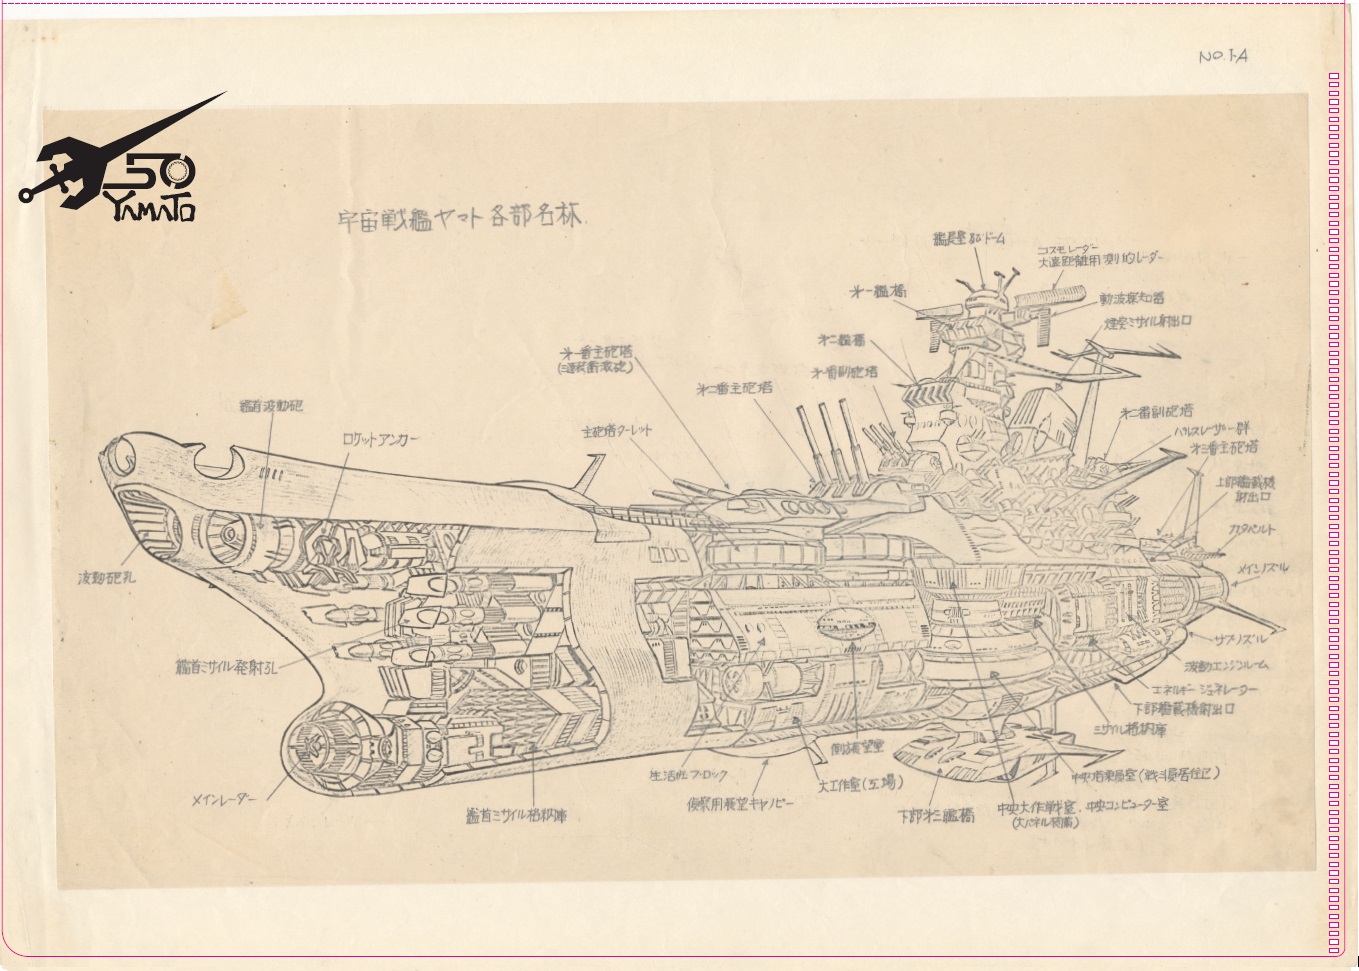 NO.1-A
50
YAMATO
宇宙戦艦ヤマト各部名称
艦長室 ドーム
コスモレーダー
大遠距離用測的レーダー
才一艦橋
動波探知器
煙突ミサイル射出口
才二艦橋
才一番主砲塔
才一番副砲塔
才二番主砲塔
艦首波動砲
才二番副砲塔
パルスレーザー群
ロケットアンカー
主砲塔ターレット
才三番主砲塔
上部艦載機
射出口
カタパルト
メインノズル
波動砲孔
サブノズル
艦首ミサイル発射孔
波動エンジンルーム
エネルギージェネレーター
下部艦載機射出口
ミサイル格納庫
側方展望室
中央搭乗員室(戦斗員居住区)
生活性ブロック
大工作室(工場)
メインレーダー
偵察用展望キャノピー
中央大作戦室.中央コンピューター室
艦首ミサイル格納庫
下部才三艦橋
(大パネル装備)